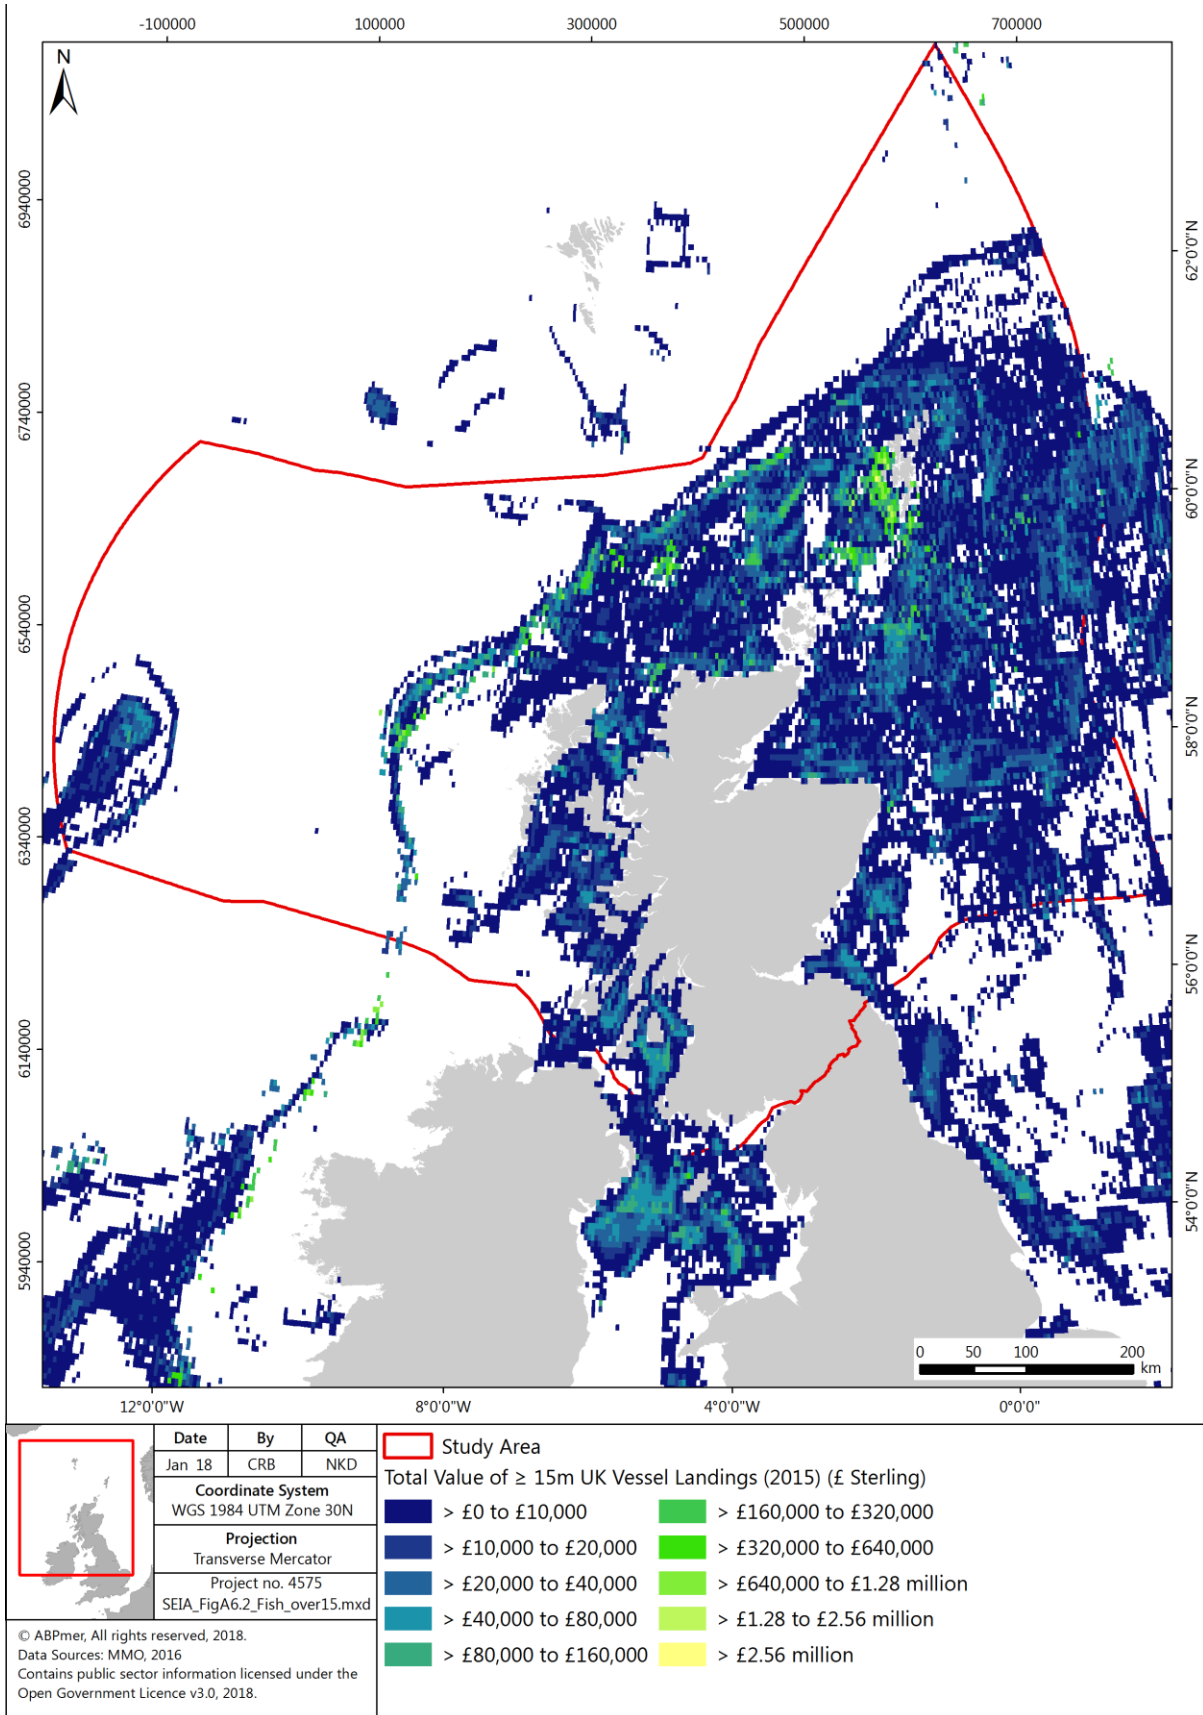 -100000 100000 300000 500000 700000
N
6940000
6740000
6540000
6340000
6140000
5940000
62°0'0"N
60°0'0"N
58°0'0"N
56°0'0"N
54°0'0"N
0 50 100 200
km
12°0'0"W 8°0'0"W 4°0'0"W 0°0'0"
Date By QA
Jan 18 CRB NKD
Coordinate System
WGS 1984 UTM Zone 30N
Projection
Transverse Mercator
Project no. 4575
SEIA_FigA6.2_Fish_over15.mxd
© ABPmer, All rights reserved, 2018.
Data Sources: MMO, 2016
Contains public sector information licensed under the
Open Government Licence v3.0, 2018.
Study Area
Total Value of ≥ 15m UK Vessel Landings (2015) (£ Sterling)
> £0 to £10,000
> £10,000 to £20,000
> £20,000 to £40,000
> £40,000 to £80,000
> £80,000 to £160,000
> £160,000 to £320,000
> £320,000 to £640,000
> £640,000 to £1.28 million
> £1.28 to £2.56 million
> £2.56 million